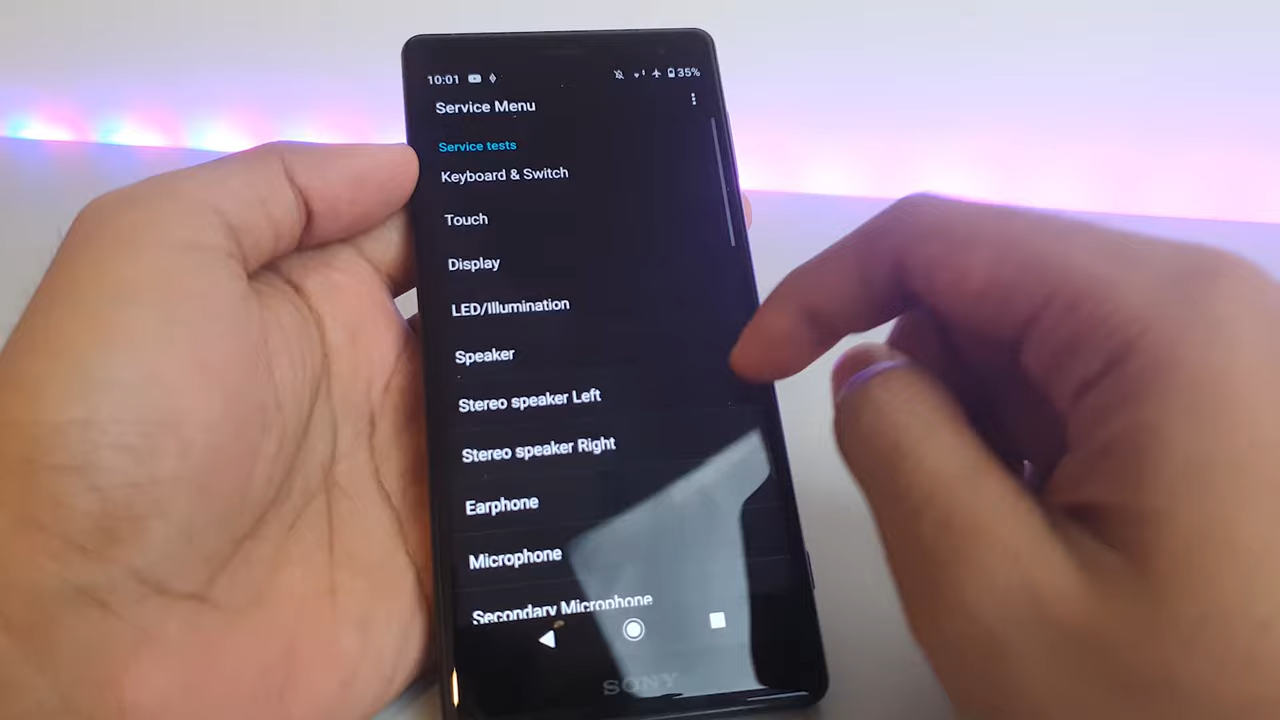 10:01
35%
Service Menu
Service tests
Keyboard & Switch
Touch
Display
LED/Illumination
Speaker
Stereo speaker Left
Stereo speaker Right
Earphone
Microphone
Secondary Microphone
SONY